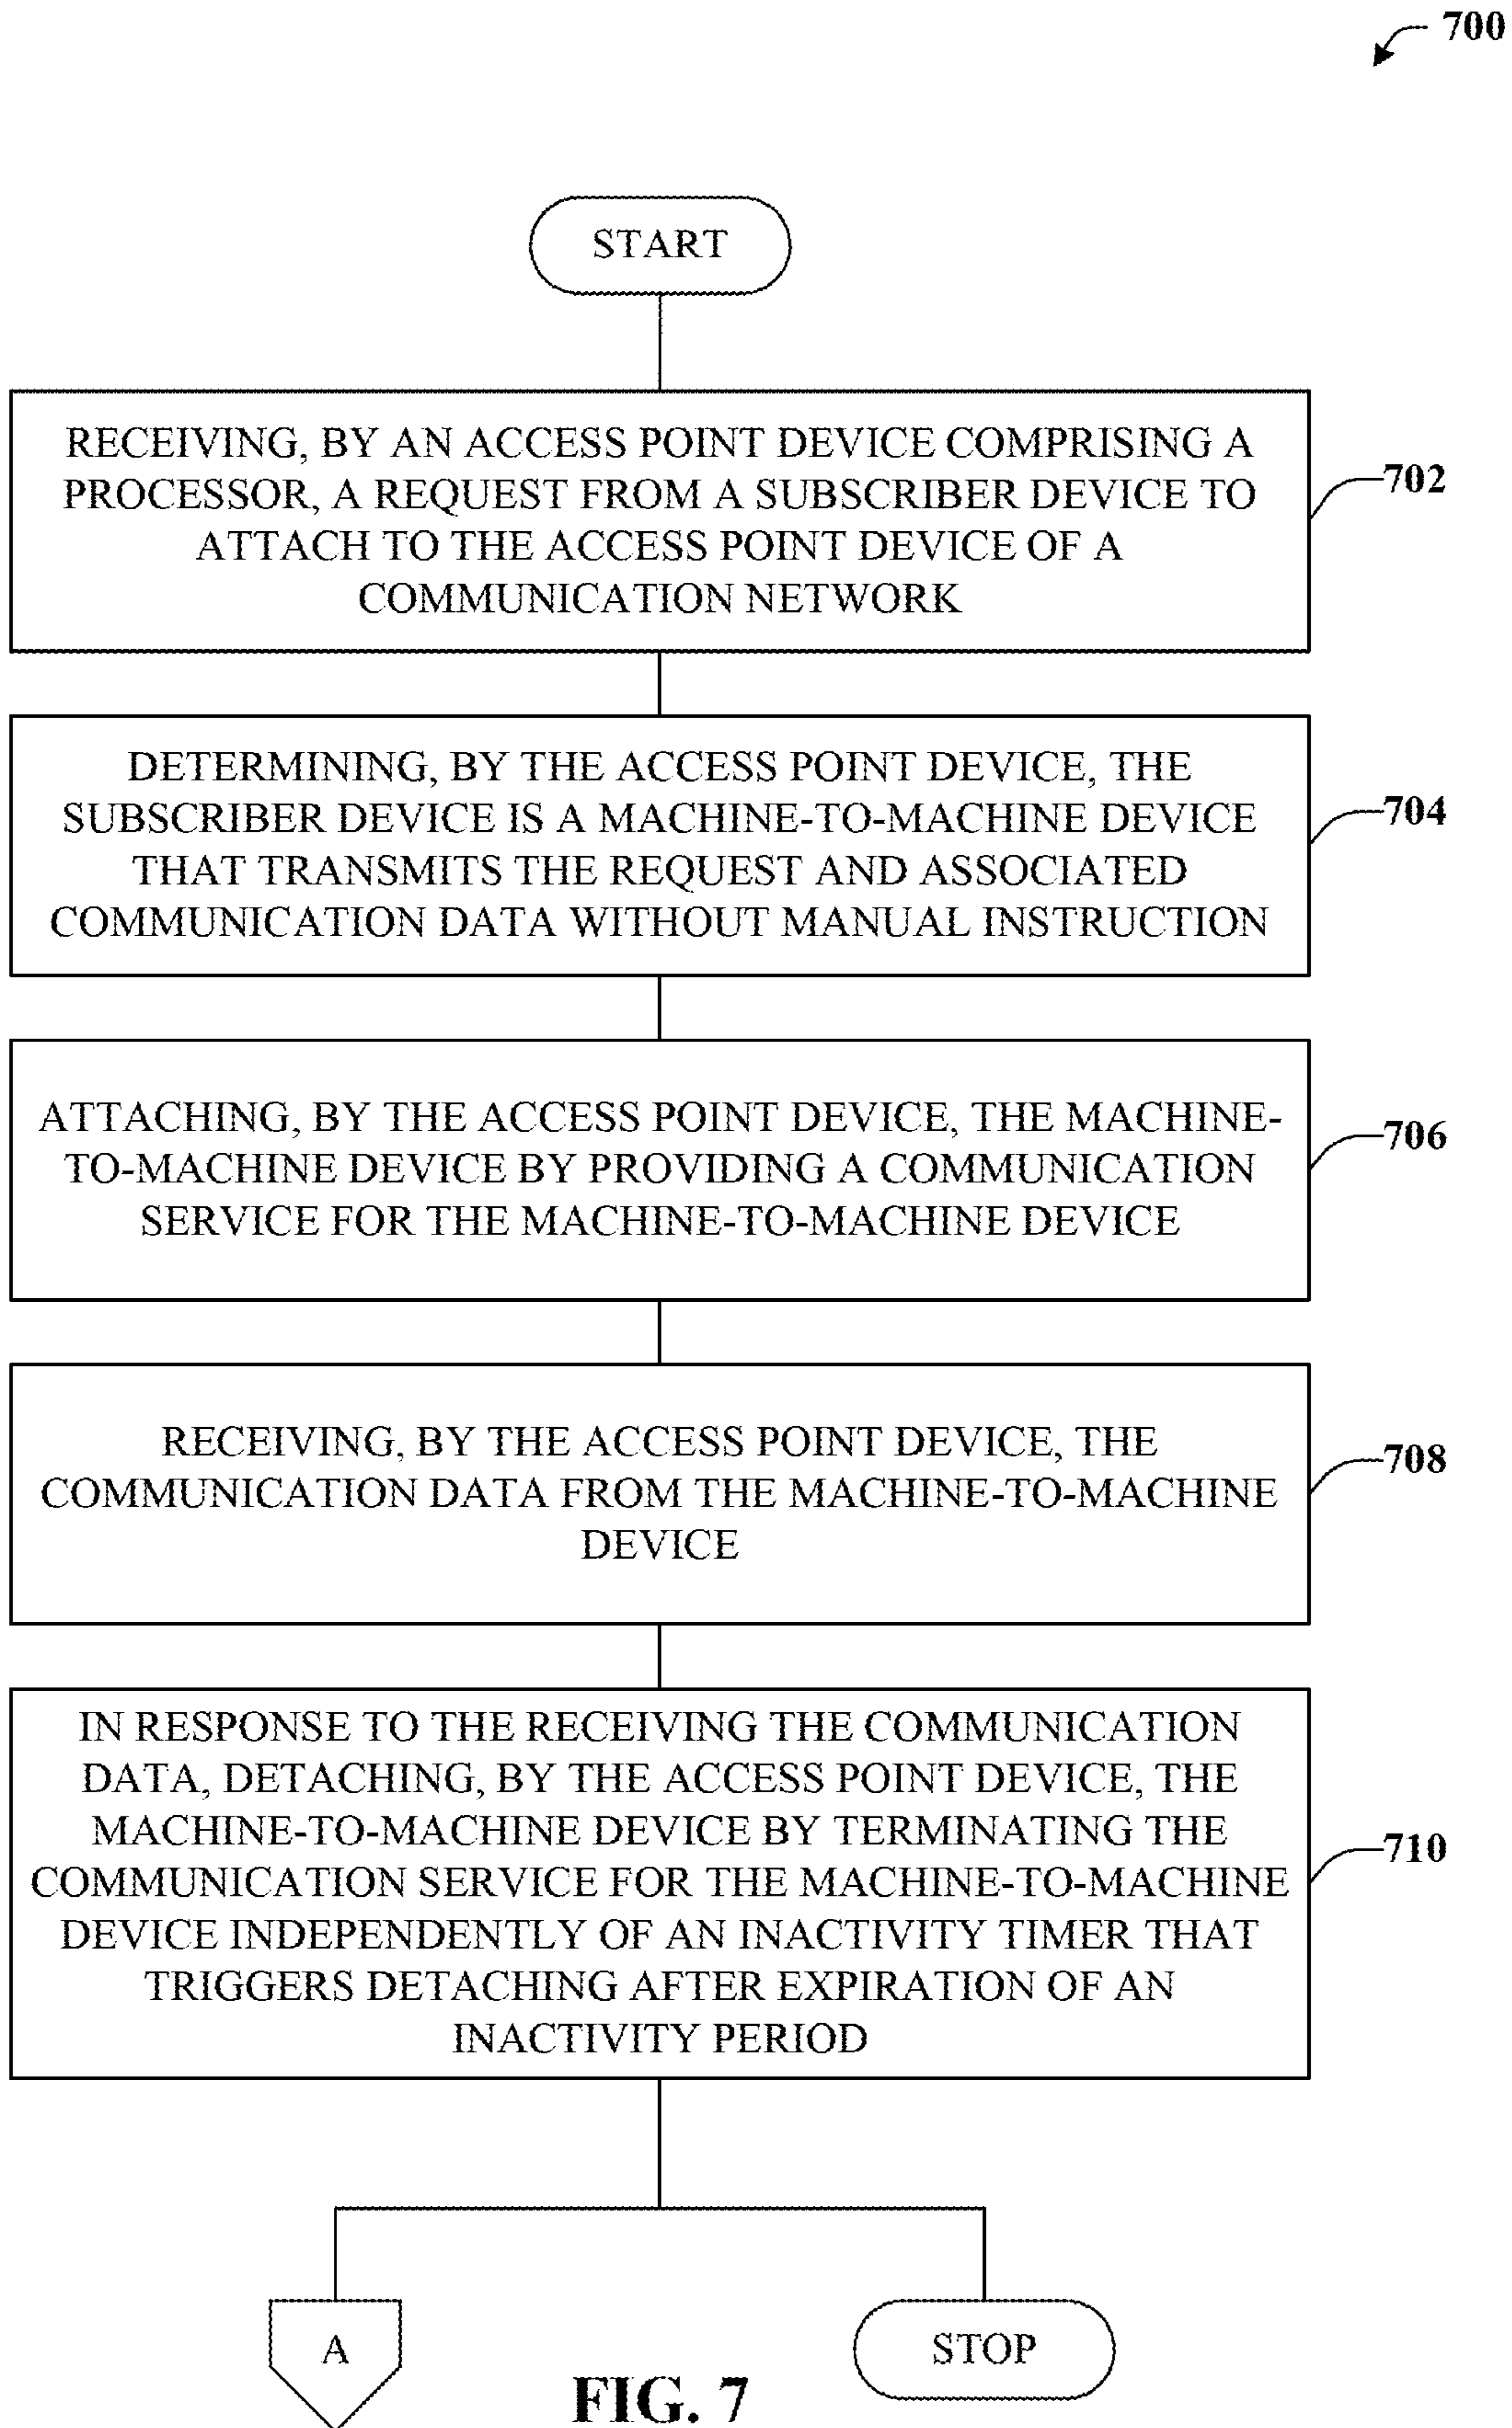 700
START
RECEIVING, BY AN ACCESS POINT DEVICE COMPRISING A
PROCESSOR, A REQUEST FROM A SUBSCRIBER DEVICE TO
ATTACH TO THE ACCESS POINT DEVICE OF A
COMMUNICATION NETWORK
702
DETERMINING, BY THE ACCESS POINT DEVICE, THE
SUBSCRIBER DEVICE IS A MACHINE-TO-MACHINE DEVICE
THAT TRANSMITS THE REQUEST AND ASSOCIATED
COMMUNICATION DATA WITHOUT MANUAL INSTRUCTION
704
ATTACHING, BY THE ACCESS POINT DEVICE, THE MACHINE-
TO-MACHINE DEVICE BY PROVIDING A COMMUNICATION
SERVICE FOR THE MACHINE-TO-MACHINE DEVICE
706
RECEIVING, BY THE ACCESS POINT DEVICE, THE
COMMUNICATION DATA FROM THE MACHINE-TO-MACHINE
DEVICE
708
IN RESPONSE TO THE RECEIVING THE COMMUNICATION
DATA, DETACHING, BY THE ACCESS POINT DEVICE, THE
MACHINE-TO-MACHINE DEVICE BY TERMINATING THE
COMMUNICATION SERVICE FOR THE MACHINE-TO-MACHINE
DEVICE INDEPENDENTLY OF AN INACTIVITY TIMER THAT
TRIGGERS DETACHING AFTER EXPIRATION OF AN
INACTIVITY PERIOD
710
A
STOP
FIG. 7